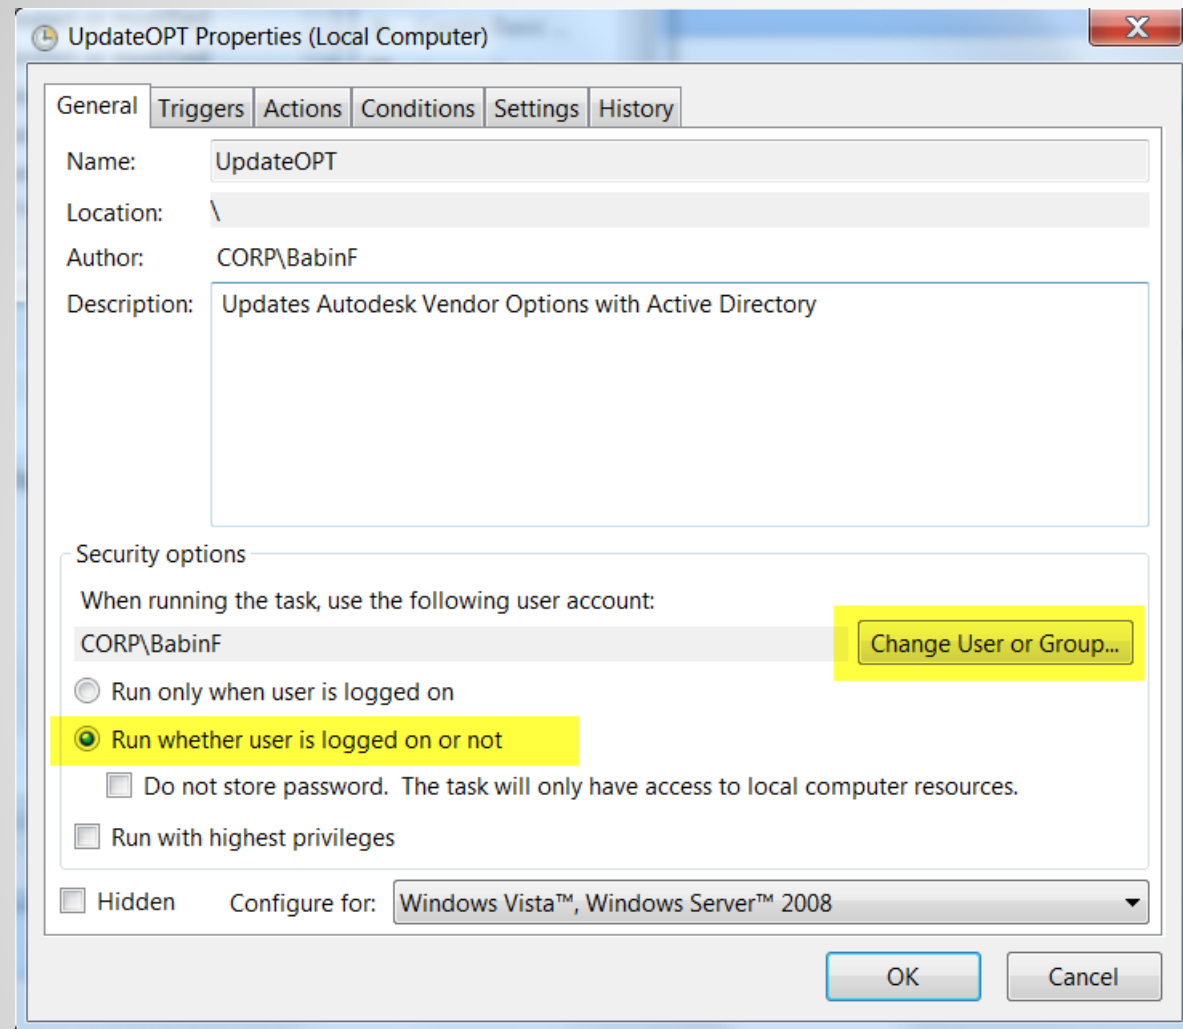 UpdateOPT Properties (Local Computer)
X
General Triggers Actions Conditions Settings History
Name: UpdateOPT
Location: \
Author: CORP\BabinF
Description: Updates Autodesk Vendor Options with Active Directory
Security options
When running the task, use the following user account:
CORP\BabinF Change User or Group...
Run only when user is logged on
Run whether user is logged on or not
Do not store password.  The task will only have access to local computer resources.
Run with highest privileges
Hidden Configure for: Windows Vista™, Windows Server™ 2008
OK Cancel